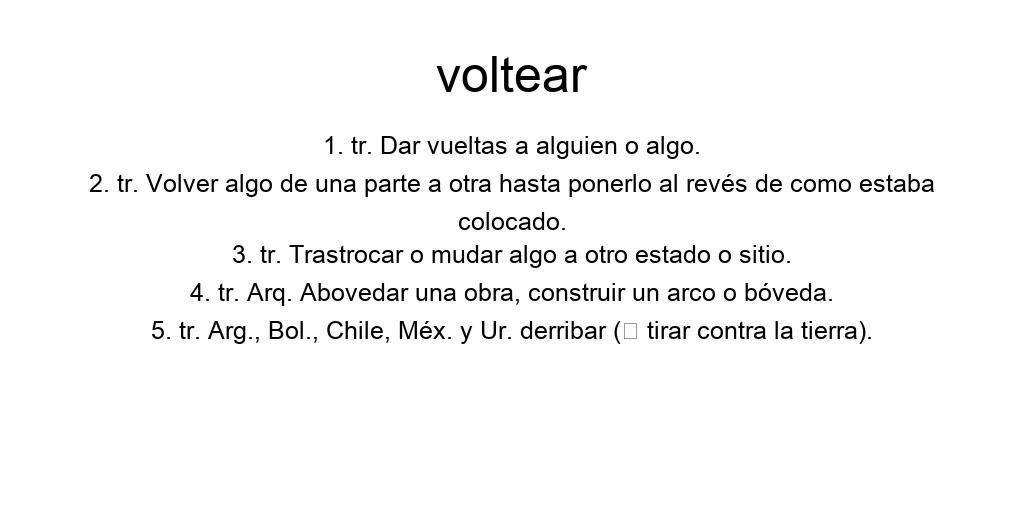 voltear
1. tr. Dar vueltas a alguien o algo.
2. tr. Volver algo de una parte a otra hasta ponerlo al revés de como estaba
colocado.
3. tr. Trastrocar o mudar algo a otro estado o sitio.
4. tr. Arq. Abovedar una obra, construir un arco o bóveda.
5. tr. Arg., Bol., Chile, Méx. y Ur. derribar (▯ tirar contra la tierra).